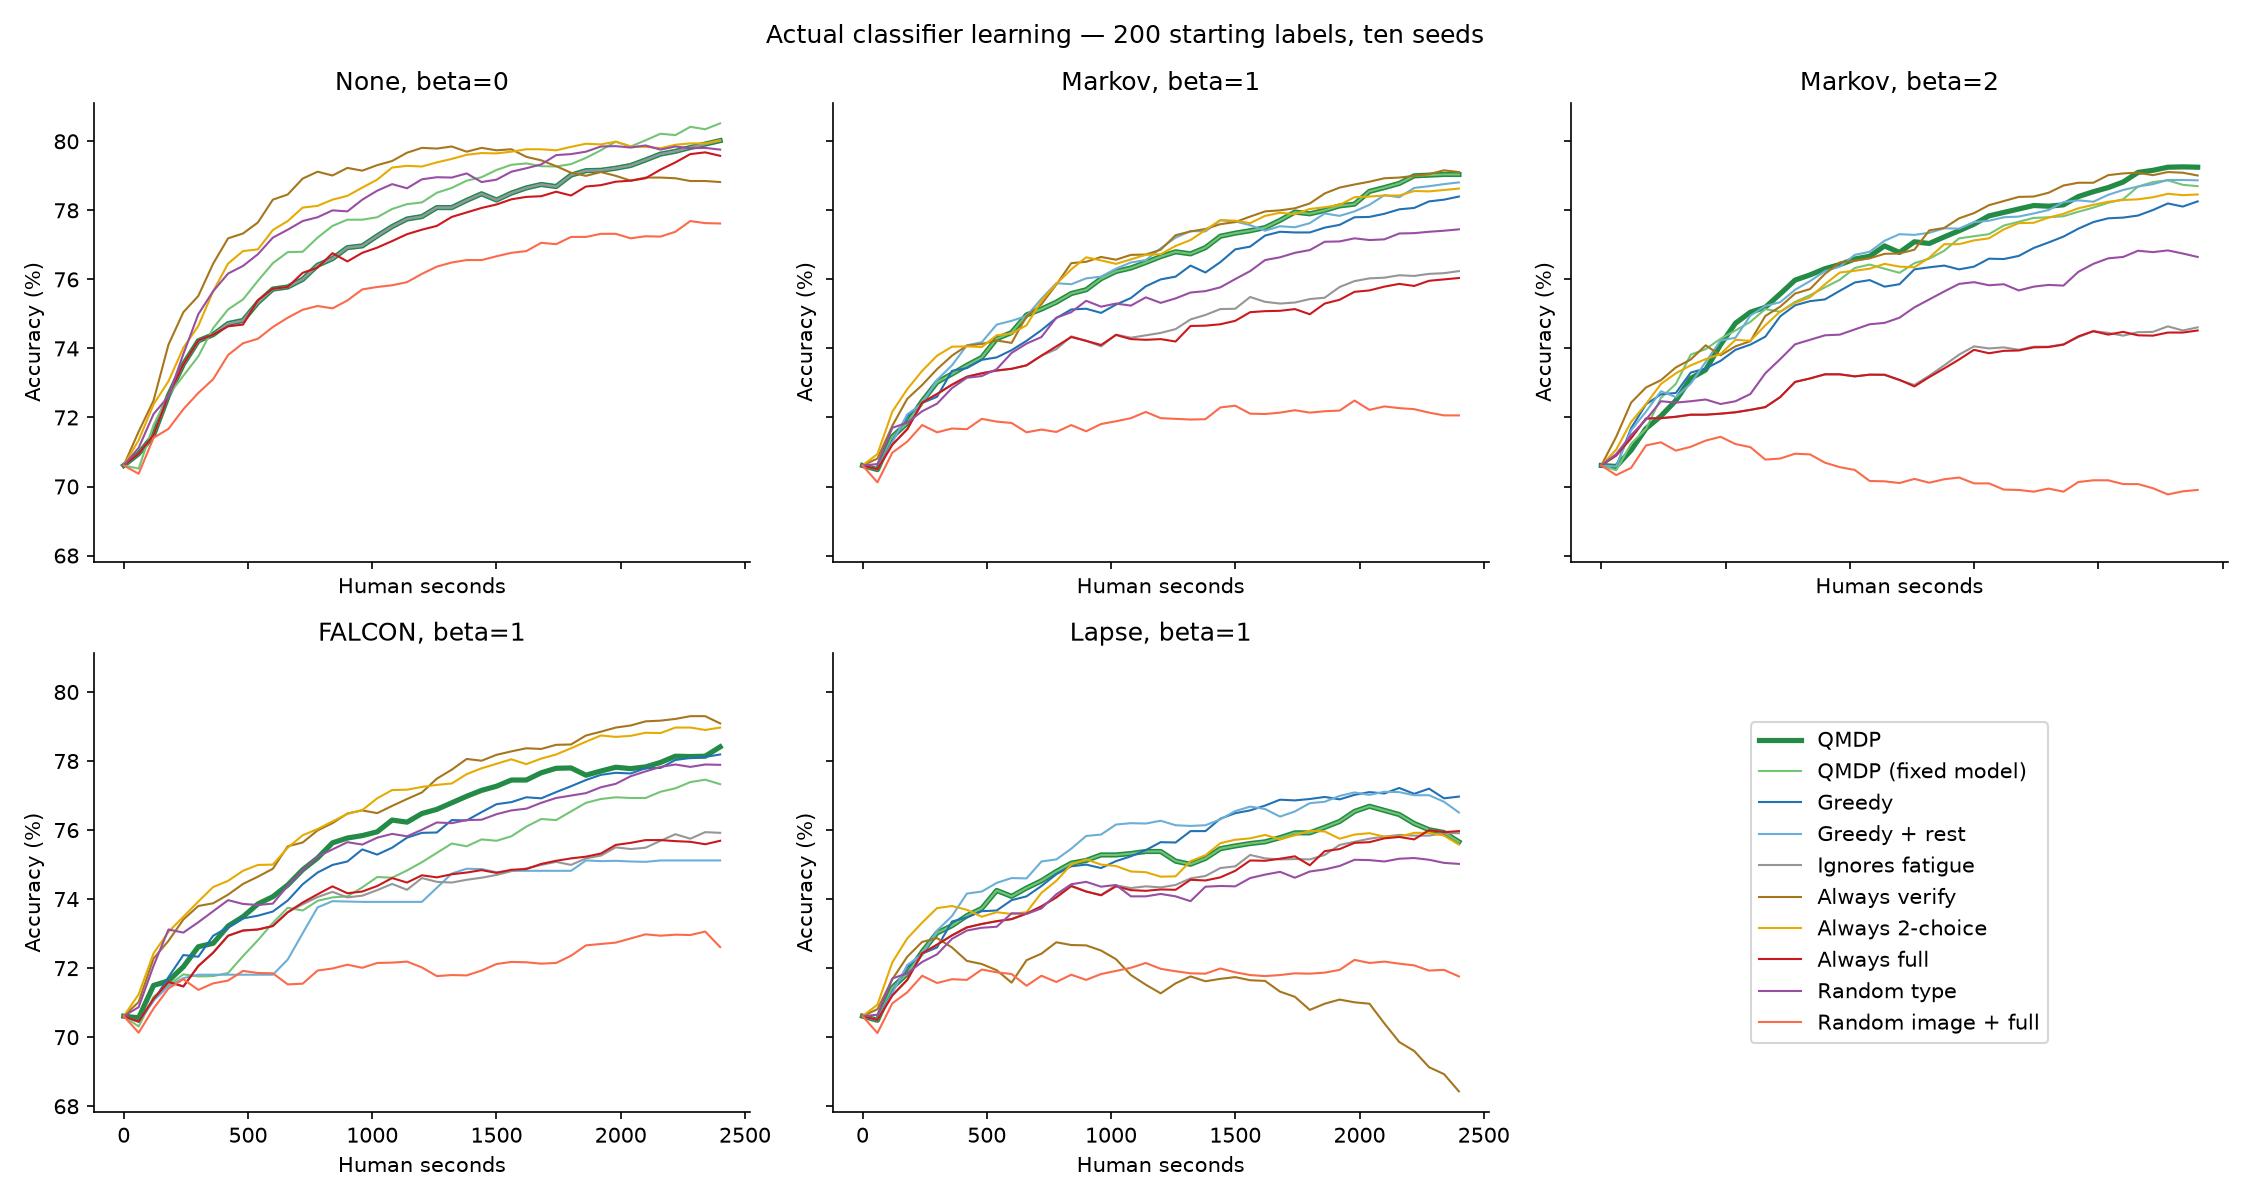 Actual classifier learning — 200 starting labels, ten seeds
None, beta=0
Markov, beta=1
Markov, beta=2
80
78
76
74
72
70
68
Accuracy (%)
Accuracy (%)
Accuracy (%)
Human seconds
Human seconds
Human seconds
FALCON, beta=1
Lapse, beta=1
80
78
76
74
72
70
68
Accuracy (%)
Accuracy (%)
0 500 1000 1500 2000 2500
0 500 1000 1500 2000 2500
Human seconds
Human seconds
QMDP
QMDP (fixed model)
Greedy
Greedy + rest
Ignores fatigue
Always verify
Always 2-choice
Always full
Random type
Random image + full